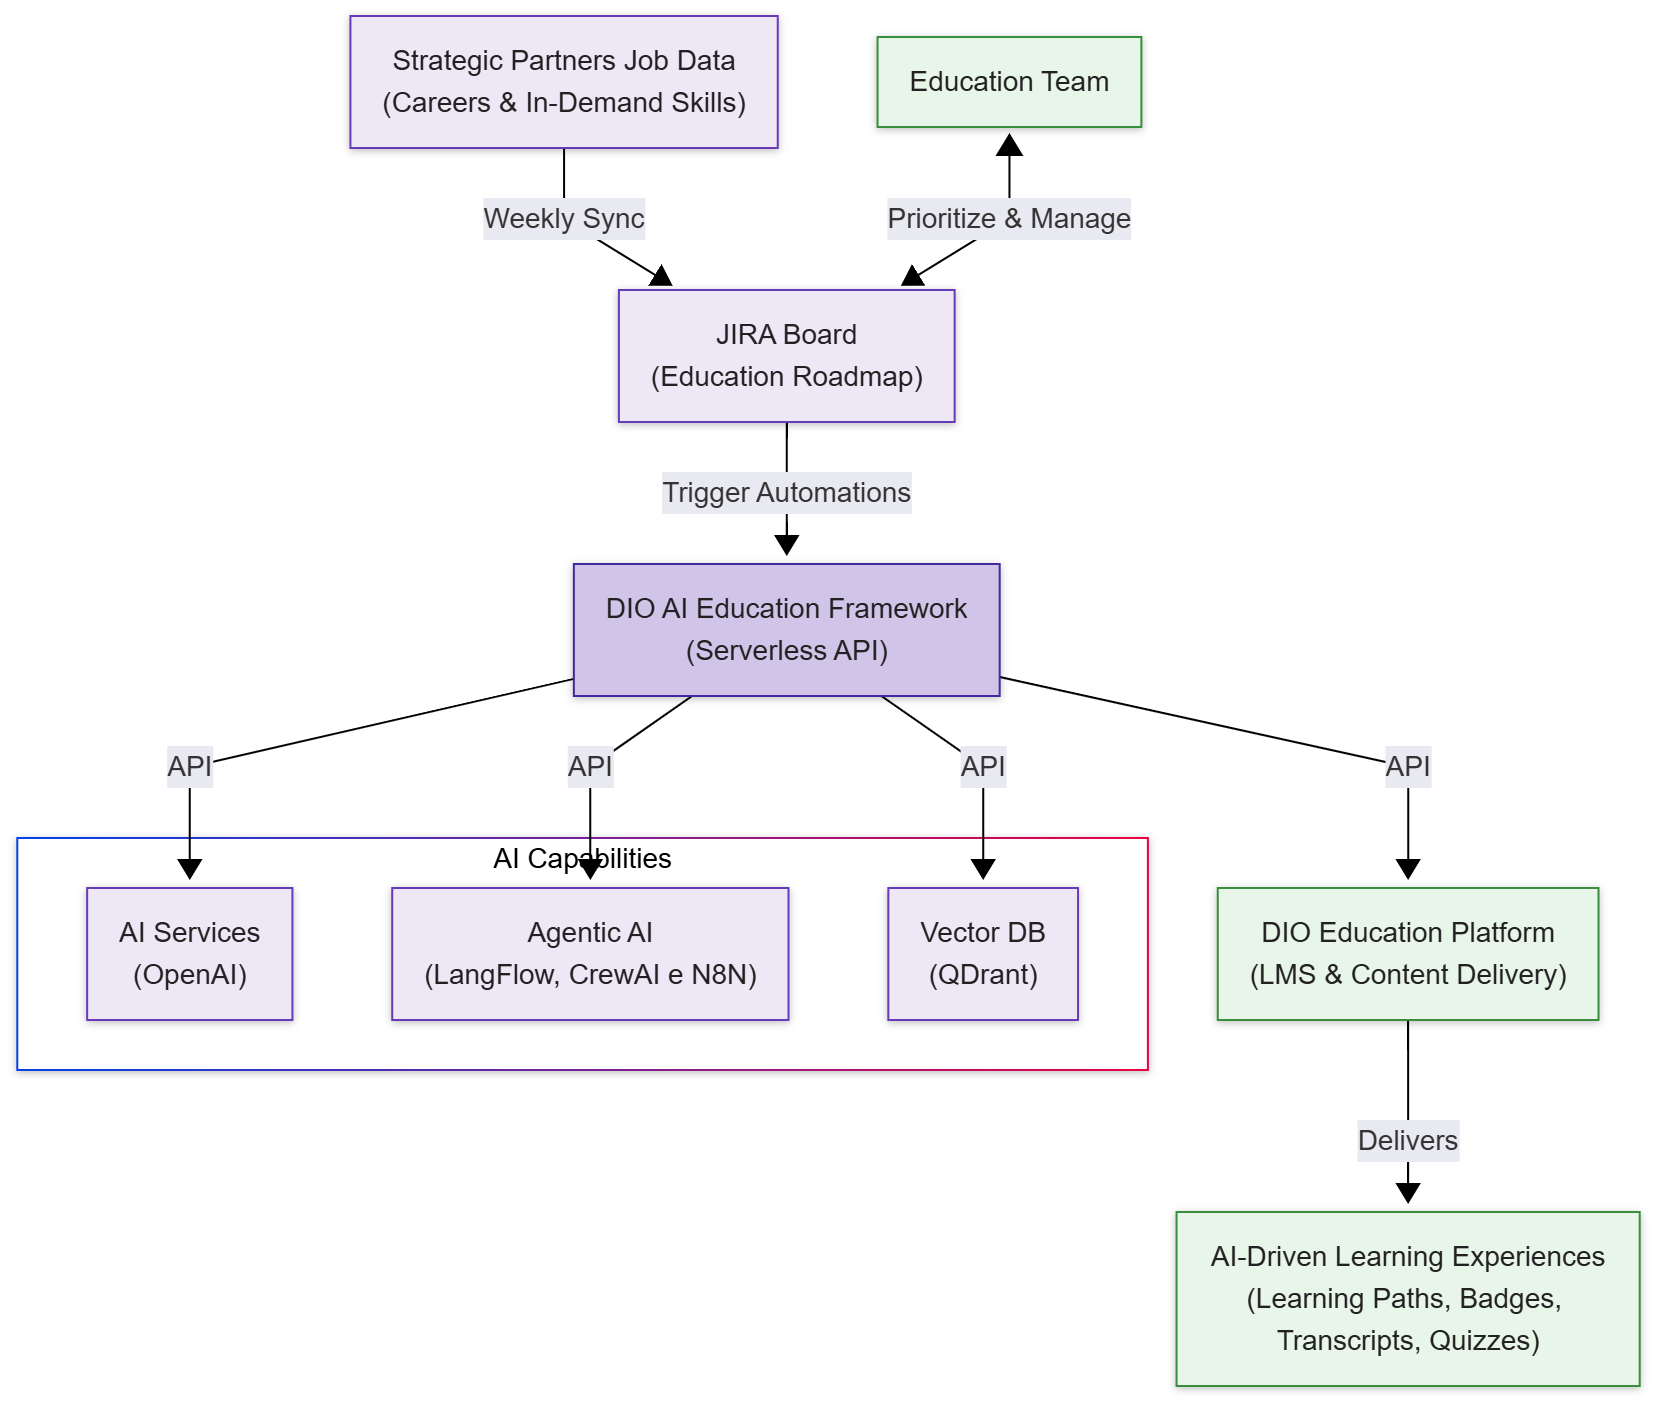 Strategic Partners Job Data
(Careers & In-Demand Skills)
Education Team
Weekly Sync
Prioritize & Manage
JIRA Board
(Education Roadmap)
Trigger Automations
DIO AI Education Framework
(Serverless API)
API
API
API
API
AI Capabilities
AI Services
(OpenAI)
Agentic AI
(LangFlow, CrewAI e N8N)
Vector DB
(QDrant)
DIO Education Platform
(LMS & Content Delivery)
Delivers
AI-Driven Learning Experiences
(Learning Paths, Badges,
Transcripts, Quizzes)